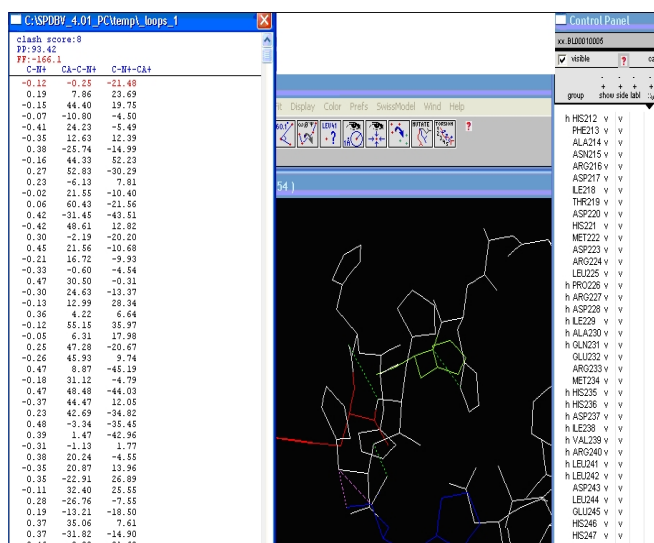 C:\SPDBV_4.01_PC\temp\_loops_1
clash score:8
PP:93.42
FF:-166.1
C-N+ CA-C-N+ C-N+-CA+
-0.12 -0.25 -21.48
0.19 7.86 23.69
-0.15 44.40 19.75
-0.07 -10.80 -4.50
-0.41 24.23 -5.49
-0.35 12.63 12.39
0.38 -25.74 -14.99
-0.16 44.33 52.23
0.27 52.83 -30.29
0.23 -6.13 7.81
-0.02 21.55 -10.40
0.06 60.43 -21.56
0.42 -31.45 -43.51
-0.42 48.61 12.82
0.30 -2.19 -20.20
0.45 21.56 -10.68
-0.21 16.72 -9.93
-0.33 -0.60 -4.54
0.47 30.50 -0.31
-0.30 24.63 -13.37
-0.13 12.99 28.34
0.36 4.22 6.64
-0.12 55.15 35.97
-0.05 6.31 17.98
0.25 47.28 -20.67
-0.26 45.93 9.74
0.47 8.87 -45.19
-0.18 31.12 -4.79
0.47 48.48 -44.03
-0.37 44.47 12.05
0.23 42.69 -34.82
0.48 -3.34 -35.45
0.39 1.47 -42.96
-0.31 -1.13 1.77
0.38 20.24 -4.55
-0.35 20.87 13.96
-0.35 -22.91 26.89
-0.11 32.40 25.55
0.28 -26.76 -7.55
0.19 -13.21 -18.50
0.37 35.06 7.61
0.37 -31.82 -14.90
Display Color Prefs SwissModel Wind Help
LEU41
MUTATE
TORSION
?
54 )
Control Panel
xx.BL00010005
visible ? ca
group show side labl
h HIS212 v v
PHE213 v v
ALA214 v v
ASN215 v v
ARG216 v v
ASP217 v v
ILE218 v v
THR219 v v
ASP220 v v
HIS221 v v
MET222 v v
ASP223 v v
ARG224 v v
LEU225 v v
h PRO226 v v
h ARG227 v v
h ASP228 v v
h ILE229 v v
h ALA230 v v
h GLN231 v v
GLU232 v v
ARG233 v v
MET234 v v
h HIS235 v v
h HIS236 v v
h ASP237 v v
h ILE238 v v
h VAL239 v v
h ARG240 v v
h LEU241 v v
h LEU242 v v
ASP243 v v
LEU244 v v
GLU245 v v
HIS246 v v
HIS247 v v